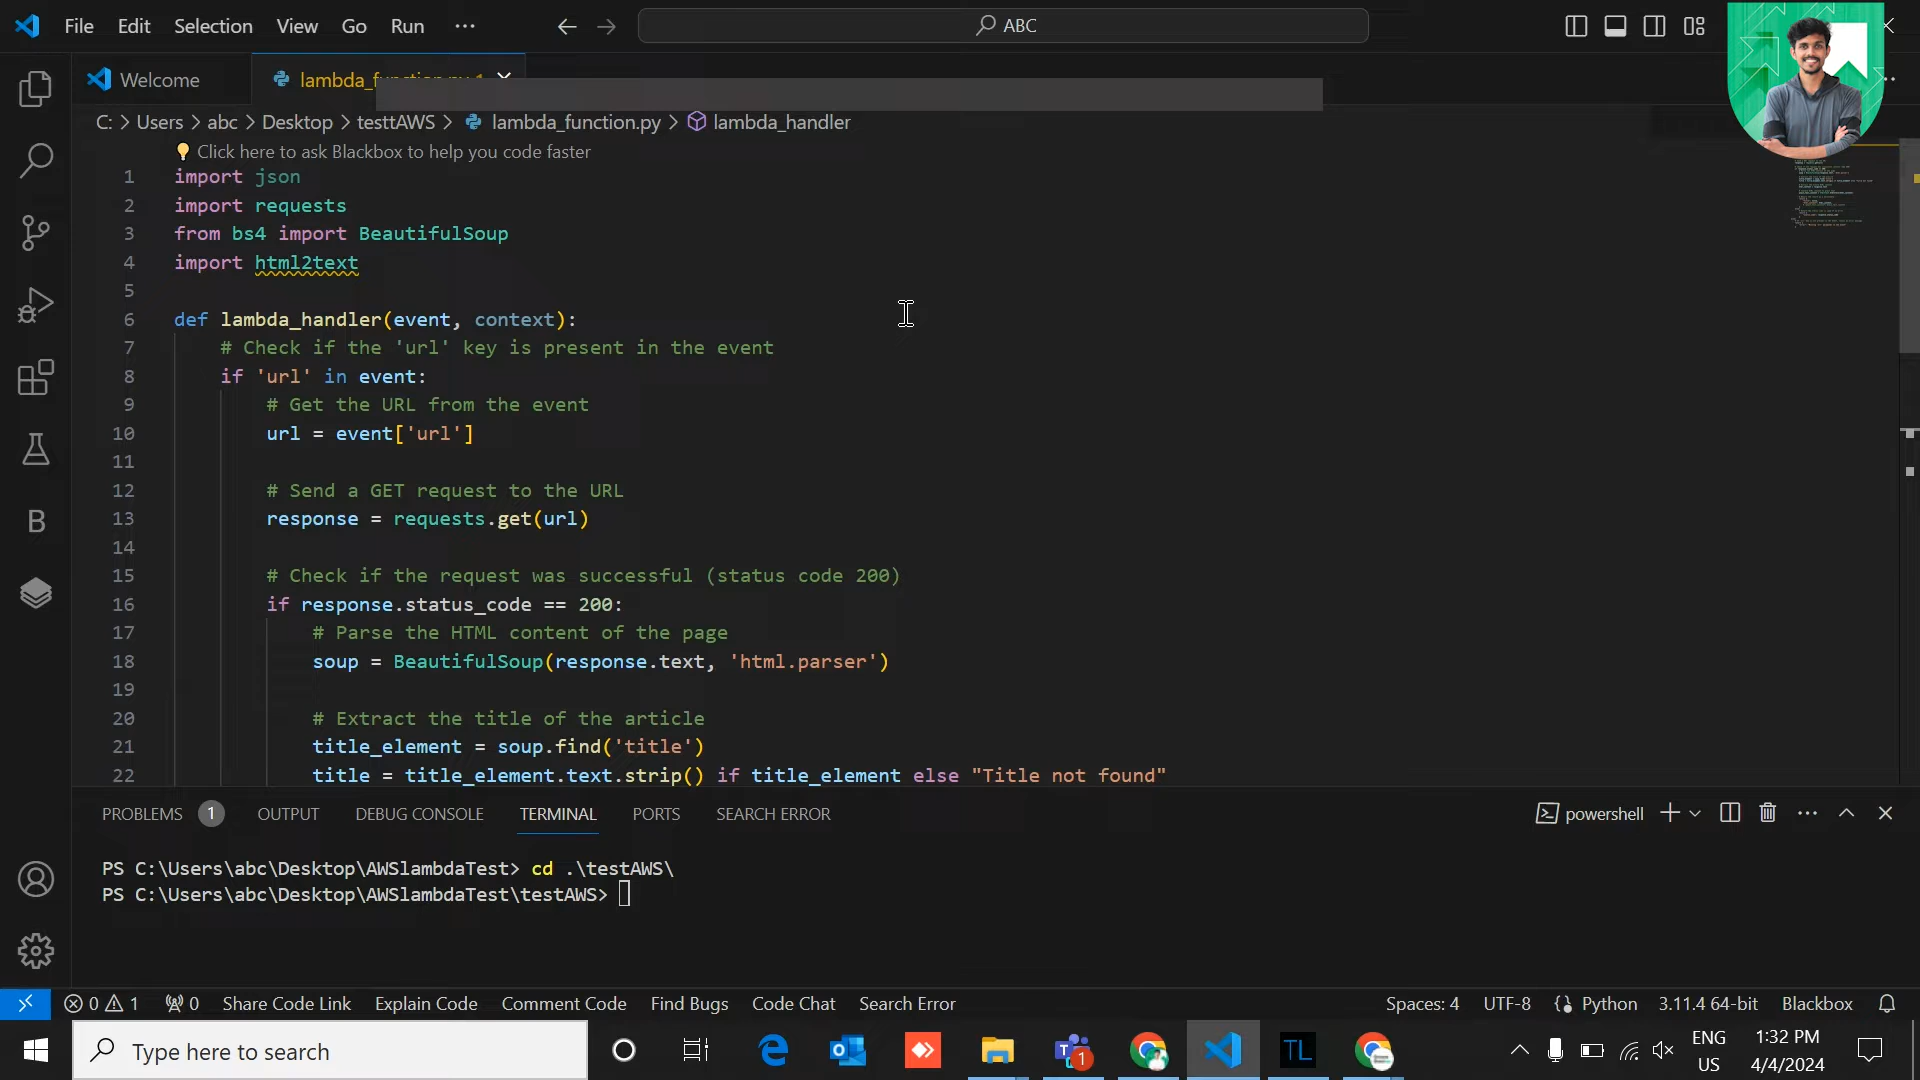 File Edit Selection View Go Run ··· ABC
Welcome
C: > Users > abc > Desktop > testtAWS > lambda_function.py > lambda_handler
Click here to ask Blackbox to help you code faster
1 import json
2 import requests
3 from bs4 import BeautifulSoup
4 import html2text
5
6 def lambda_handler(event, context):
7 # Check if the 'url' key is present in the event
8 if 'url' in event:
9 # Get the URL from the event
10 url = event['url']
11
12 # Send a GET request to the URL
13 response = requests.get(url)
14
15 # Check if the request was successful (status code 200)
16 if response.status_code == 200:
17 # Parse the HTML content of the page
18 soup = BeautifulSoup(response.text, 'html.parser')
19
20 # Extract the title of the article
21 title_element = soup.find('title')
22 title = title_element.text.strip() if title_element else "Title not found"
PROBLEMS 1 OUTPUT DEBUG CONSOLE TERMINAL PORTS SEARCH ERROR powershell
PS C:\Users\abc\Desktop\AWSlambdaTest> cd .\testAWS\
PS C:\Users\abc\Desktop\AWSlambdaTest\testAWS>
0 1 0 Share Code Link Explain Code Comment Code Find Bugs Code Chat Search Error Spaces: 4 UTF-8 Python 3.11.4 64-bit Blackbox
Type here to search 1 TL ENG 1:32 PM
US 4/4/2024